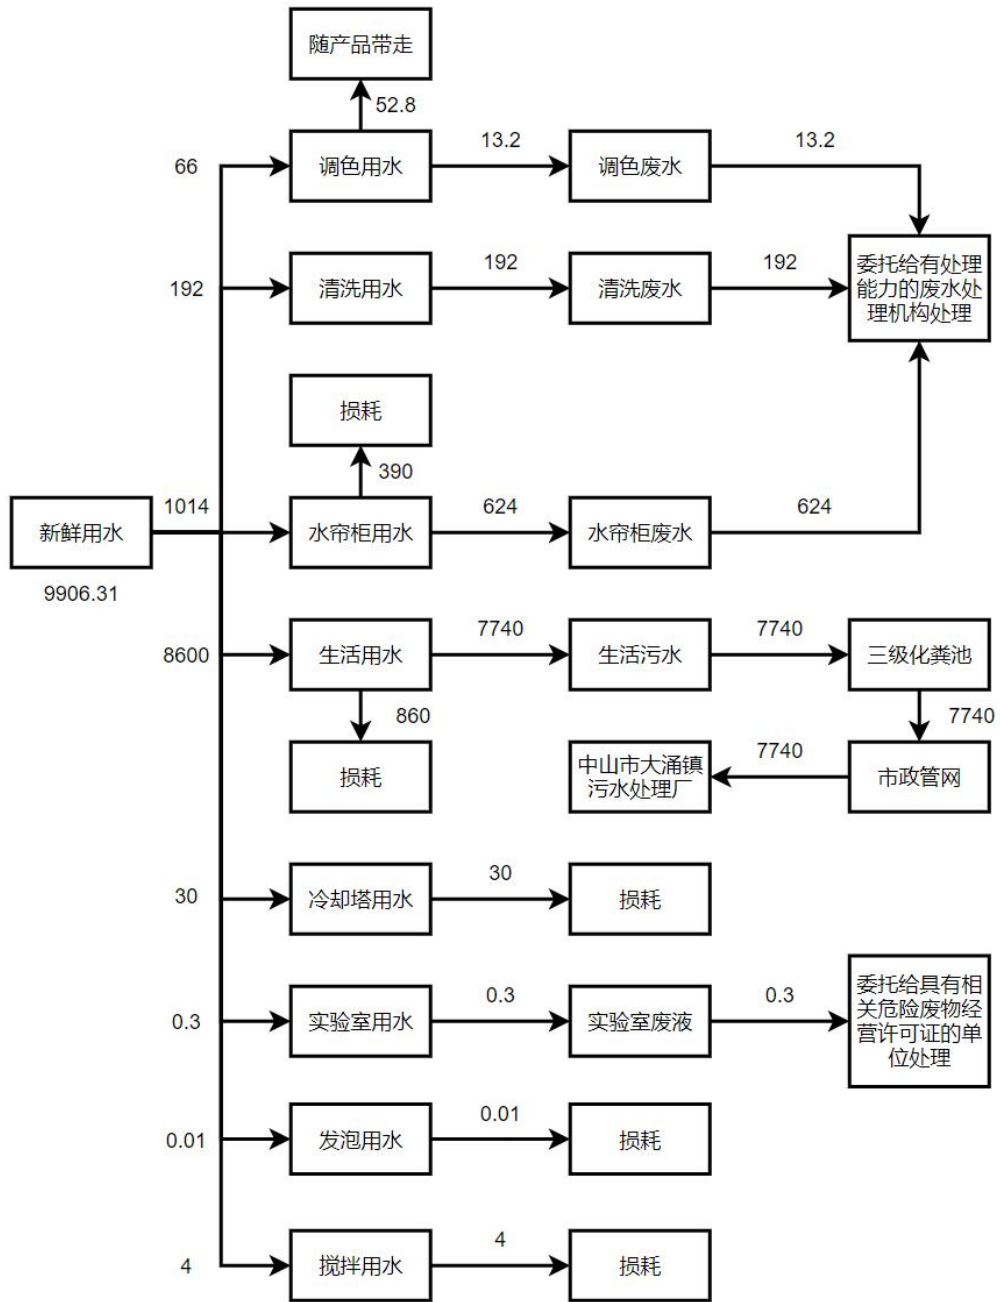 随产品带走
52.8
66
调色用水
13.2
调色废水
13.2
192
清洗用水
192
清洗废水
192
委托给有处理
能力的废水处
理机构处理
损耗
390
新鲜用水
9906.31
1014
水帘柜用水
624
水帘柜废水
624
8600
生活用水
7740
生活污水
7740
三级化粪池
860
7740
损耗
中山市大涌镇
污水处理厂
7740
市政管网
30
冷却塔用水
30
损耗
0.3
实验室用水
0.3
实验室废液
0.3
委托给具有相
关危险废物经
营许可证的单
位处理
0.01
发泡用水
0.01
损耗
4
搅拌用水
4
损耗